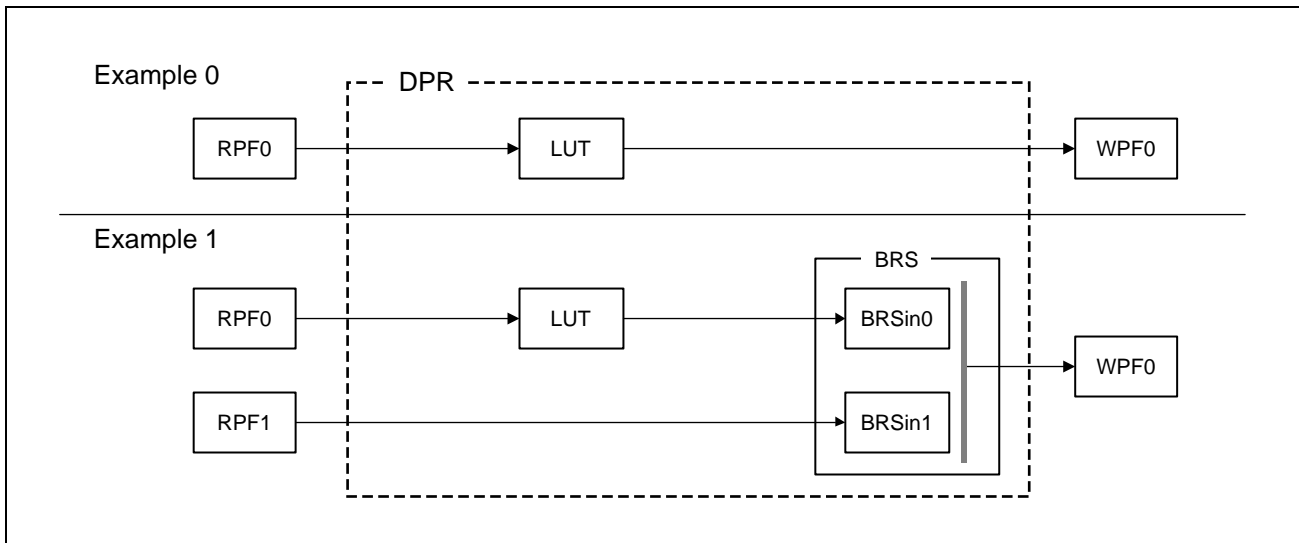 Example 0
DPR
RPF0
LUT
WPF0
Example 1
BRS
RPF0
LUT
BRSin0
WPF0
RPF1
BRSin1